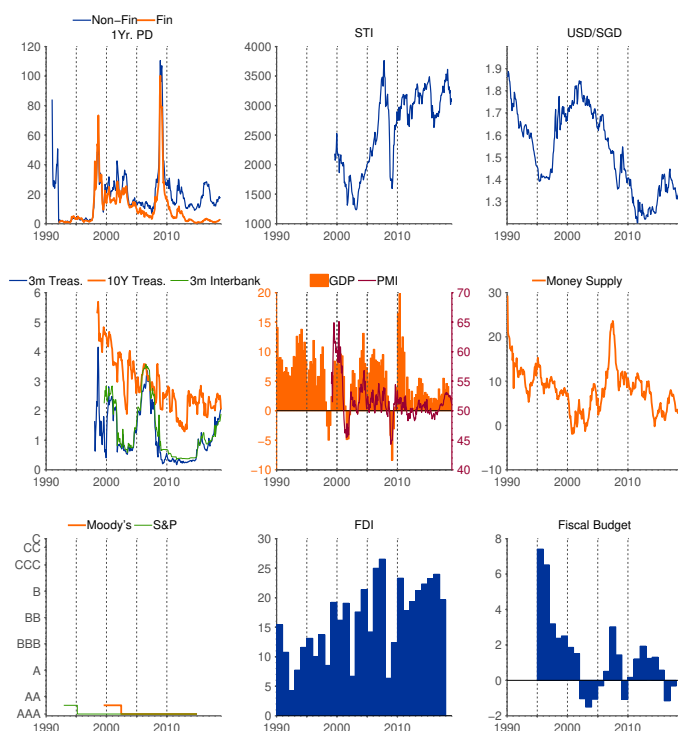 Non−Fin Fin
1Yr. PD
STI
USD/SGD
120
100
80
60
40
20
0
1990 2000 2010
4000
3500
3000
2500
2000
1500
1000
1990 2000 2010
1.9
1.8
1.7
1.6
1.5
1.4
1.3
1990 2000 2010
3m Treas. 10Y Treas. 3m Interbank
GDP PMI
Money Supply
6
5
4
3
2
1
0
1990 2000 2010
20
15
10
5
0
−5
−10
70
65
60
55
50
45
40
1990 2000 2010
30
20
10
0
−10
1990 2000 2010
Moody's S&P
FDI
Fiscal Budget
C
CC
CCC
B
BB
BBB
A
AA
AAA
1990 2000 2010
30
25
20
15
10
5
0
1990 2000 2010
8
6
4
2
0
−2
1990 2000 2010